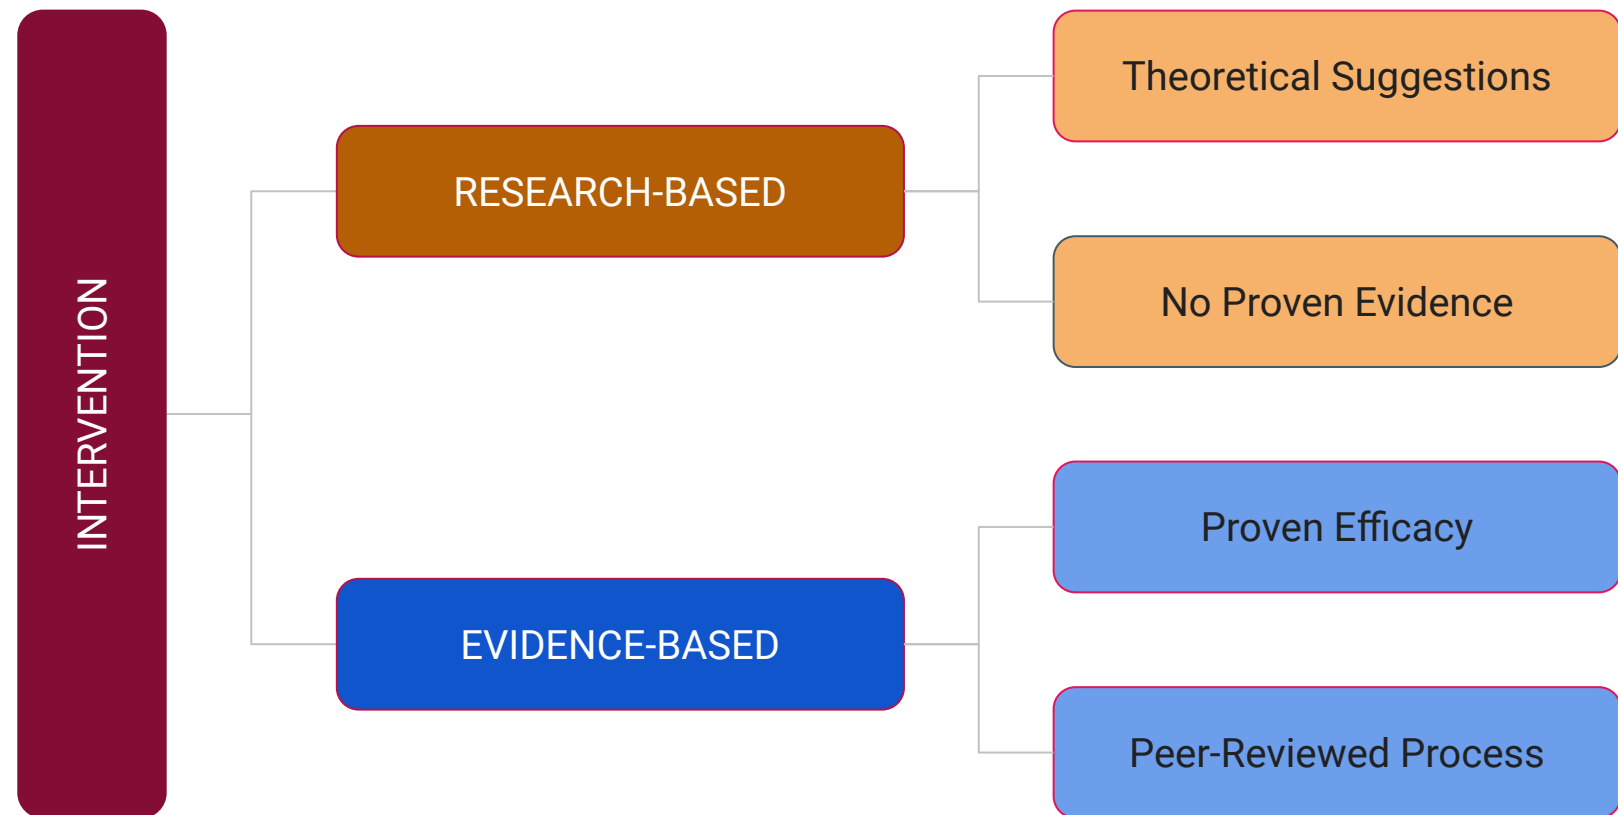 INTERVENTION
RESEARCH-BASED
Theoretical Suggestions
No Proven Evidence
EVIDENCE-BASED
Proven Efficacy
Peer-Reviewed Process